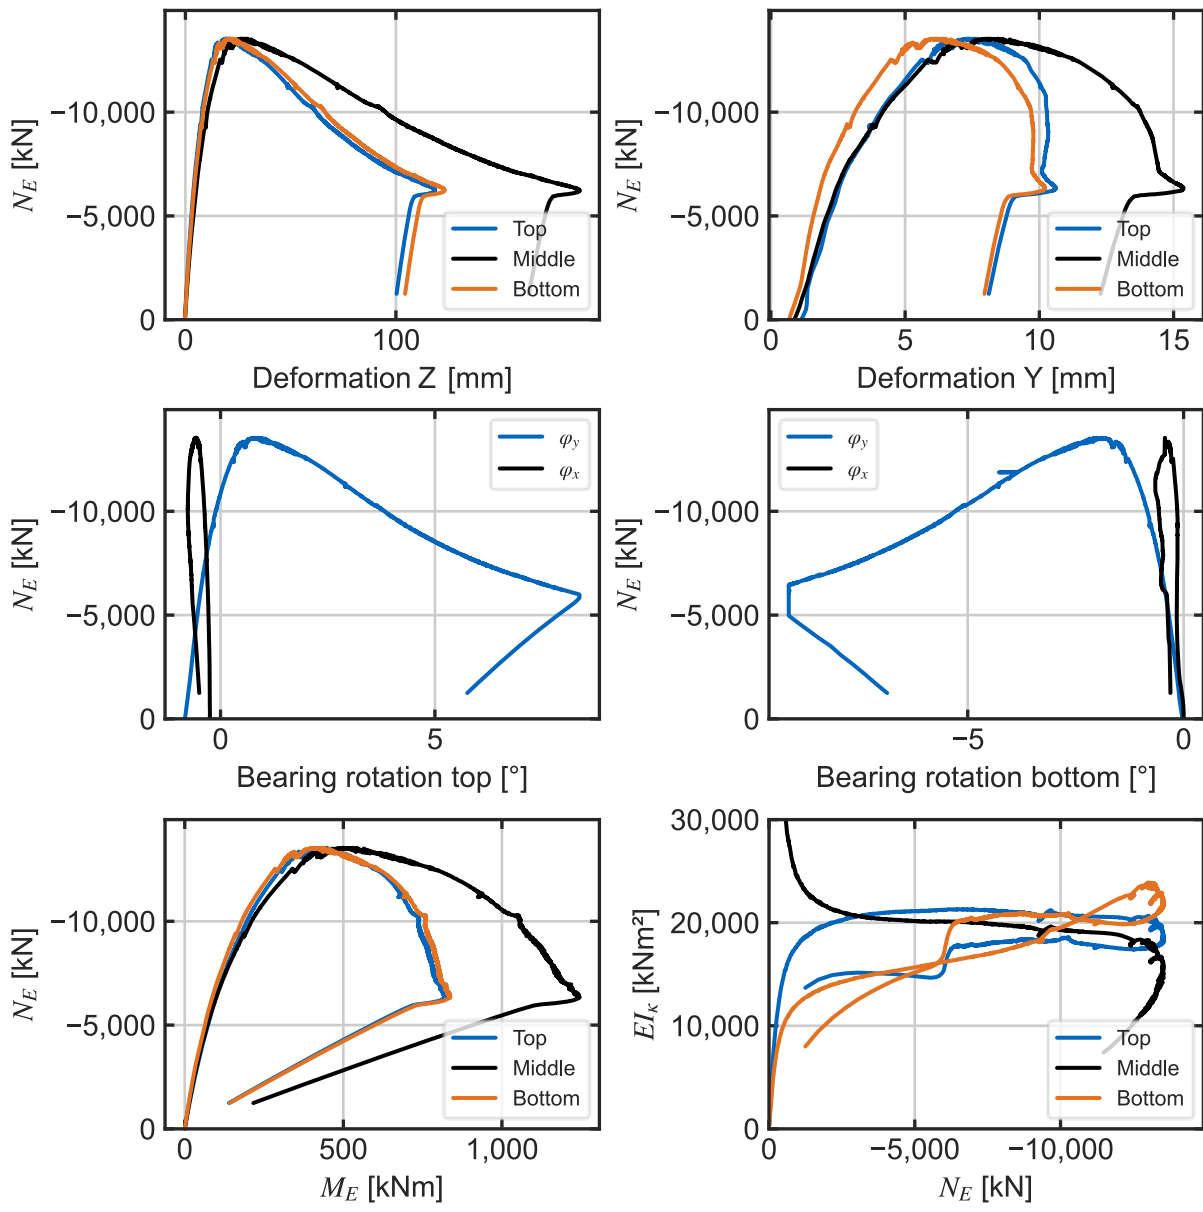 N_E [kN]
−10,000
−5,000
0
0
100
Deformation Z [mm]
Top
Middle
Bottom
N_E [kN]
−10,000
−5,000
0
0
5
10
15
Deformation Y [mm]
Top
Middle
Bottom
N_E [kN]
−10,000
−5,000
0
0
5
Bearing rotation top [°]
φ_y
φ_x
N_E [kN]
−10,000
−5,000
0
−5
0
Bearing rotation bottom [°]
φ_y
φ_x
N_E [kN]
−10,000
−5,000
0
0
500
1,000
M_E [kNm]
Top
Middle
Bottom
EI_κ [kNm²]
30,000
20,000
10,000
0
0
−5,000
−10,000
N_E [kN]
Top
Middle
Bottom